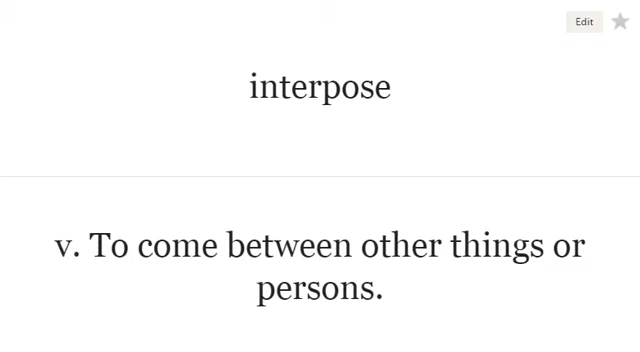 Edit
interpose
v. To come between other things or
persons.